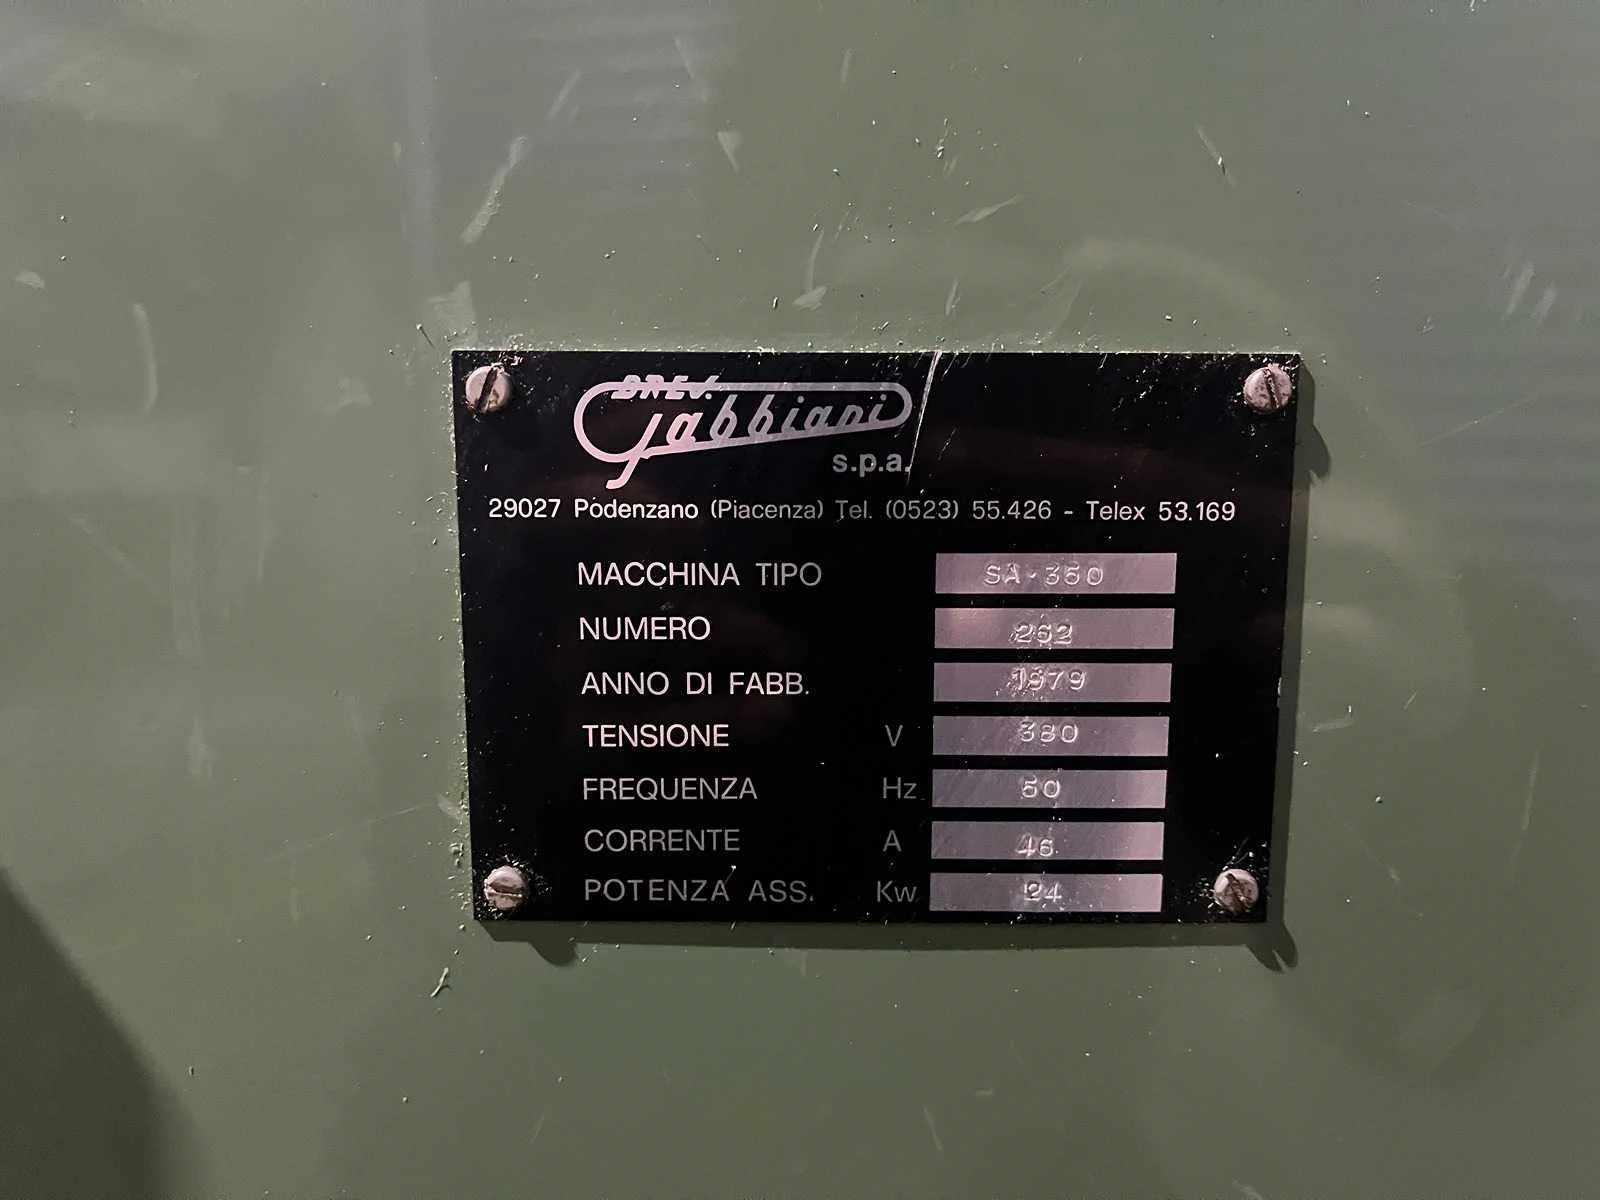 BREV.
Gabbiani
s.p.a.
29027 Podenzano (Piacenza) Tel. (0523) 55.426 - Telex 53.169
MACCHINA TIPO SA-350
NUMERO 262
ANNO DI FABB. 1979
TENSIONE V 380
FREQUENZA Hz 50
CORRENTE A 46
POTENZA ASS. Kw 24